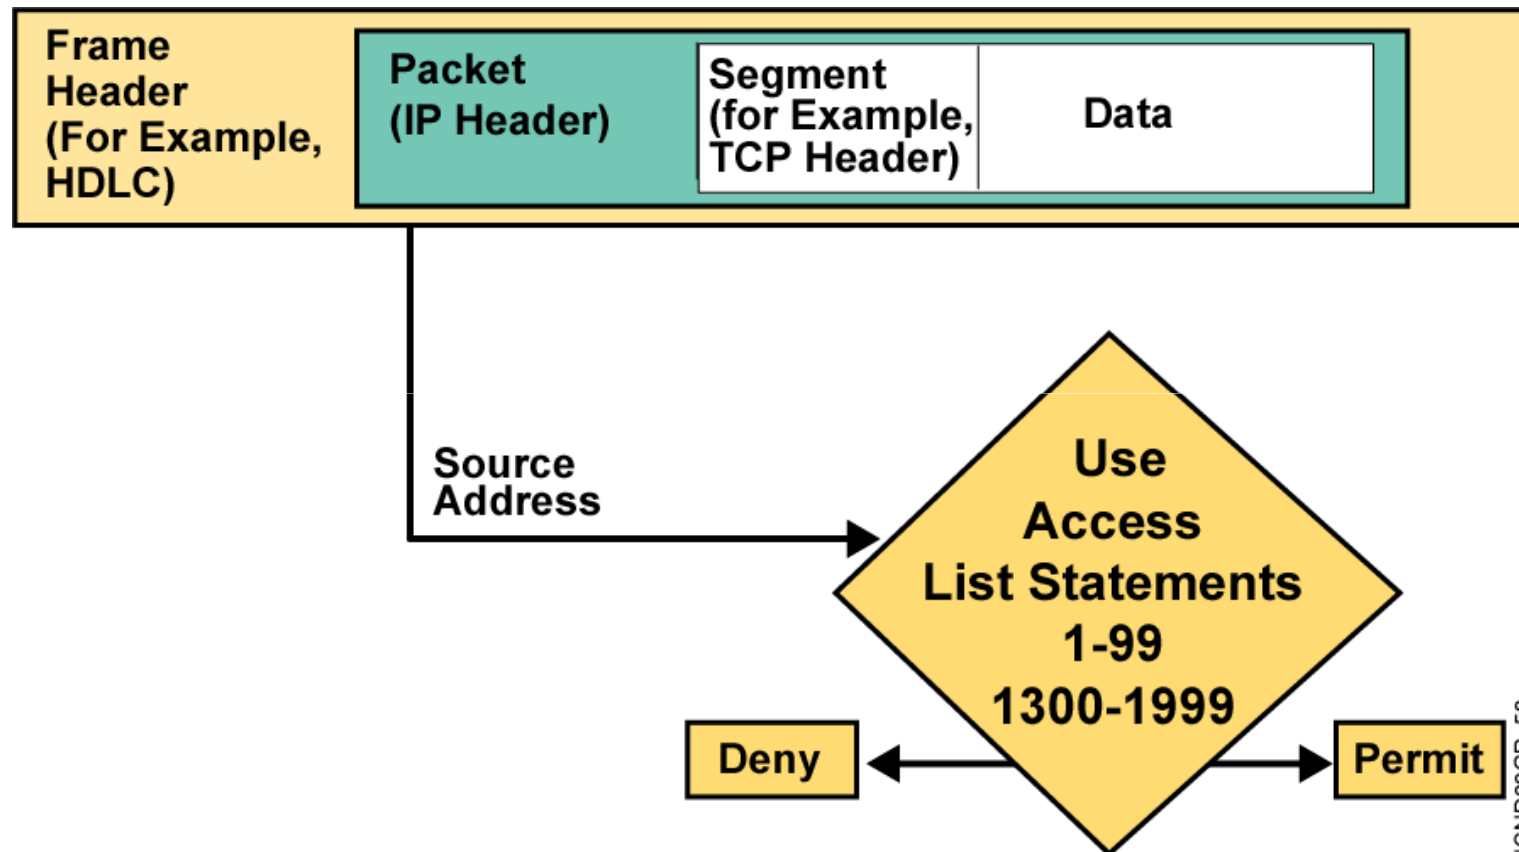 Frame
Header
(For Example,
HDLC)
Packet
(IP Header)
Segment
(for Example,
TCP Header)
Data
Source
Address
Use
Access
List Statements
1-99
1300-1999
Deny
Permit